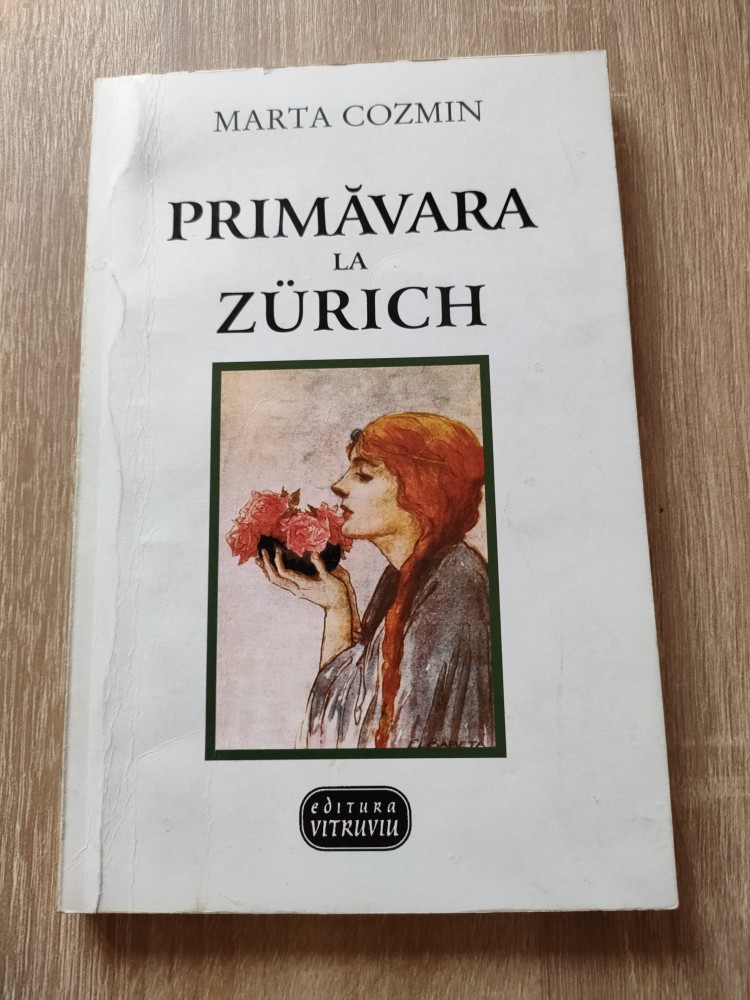 MARTA COZMIN
PRIMĂVARA
LA
ZÜRICH
editura
VITRUVIU